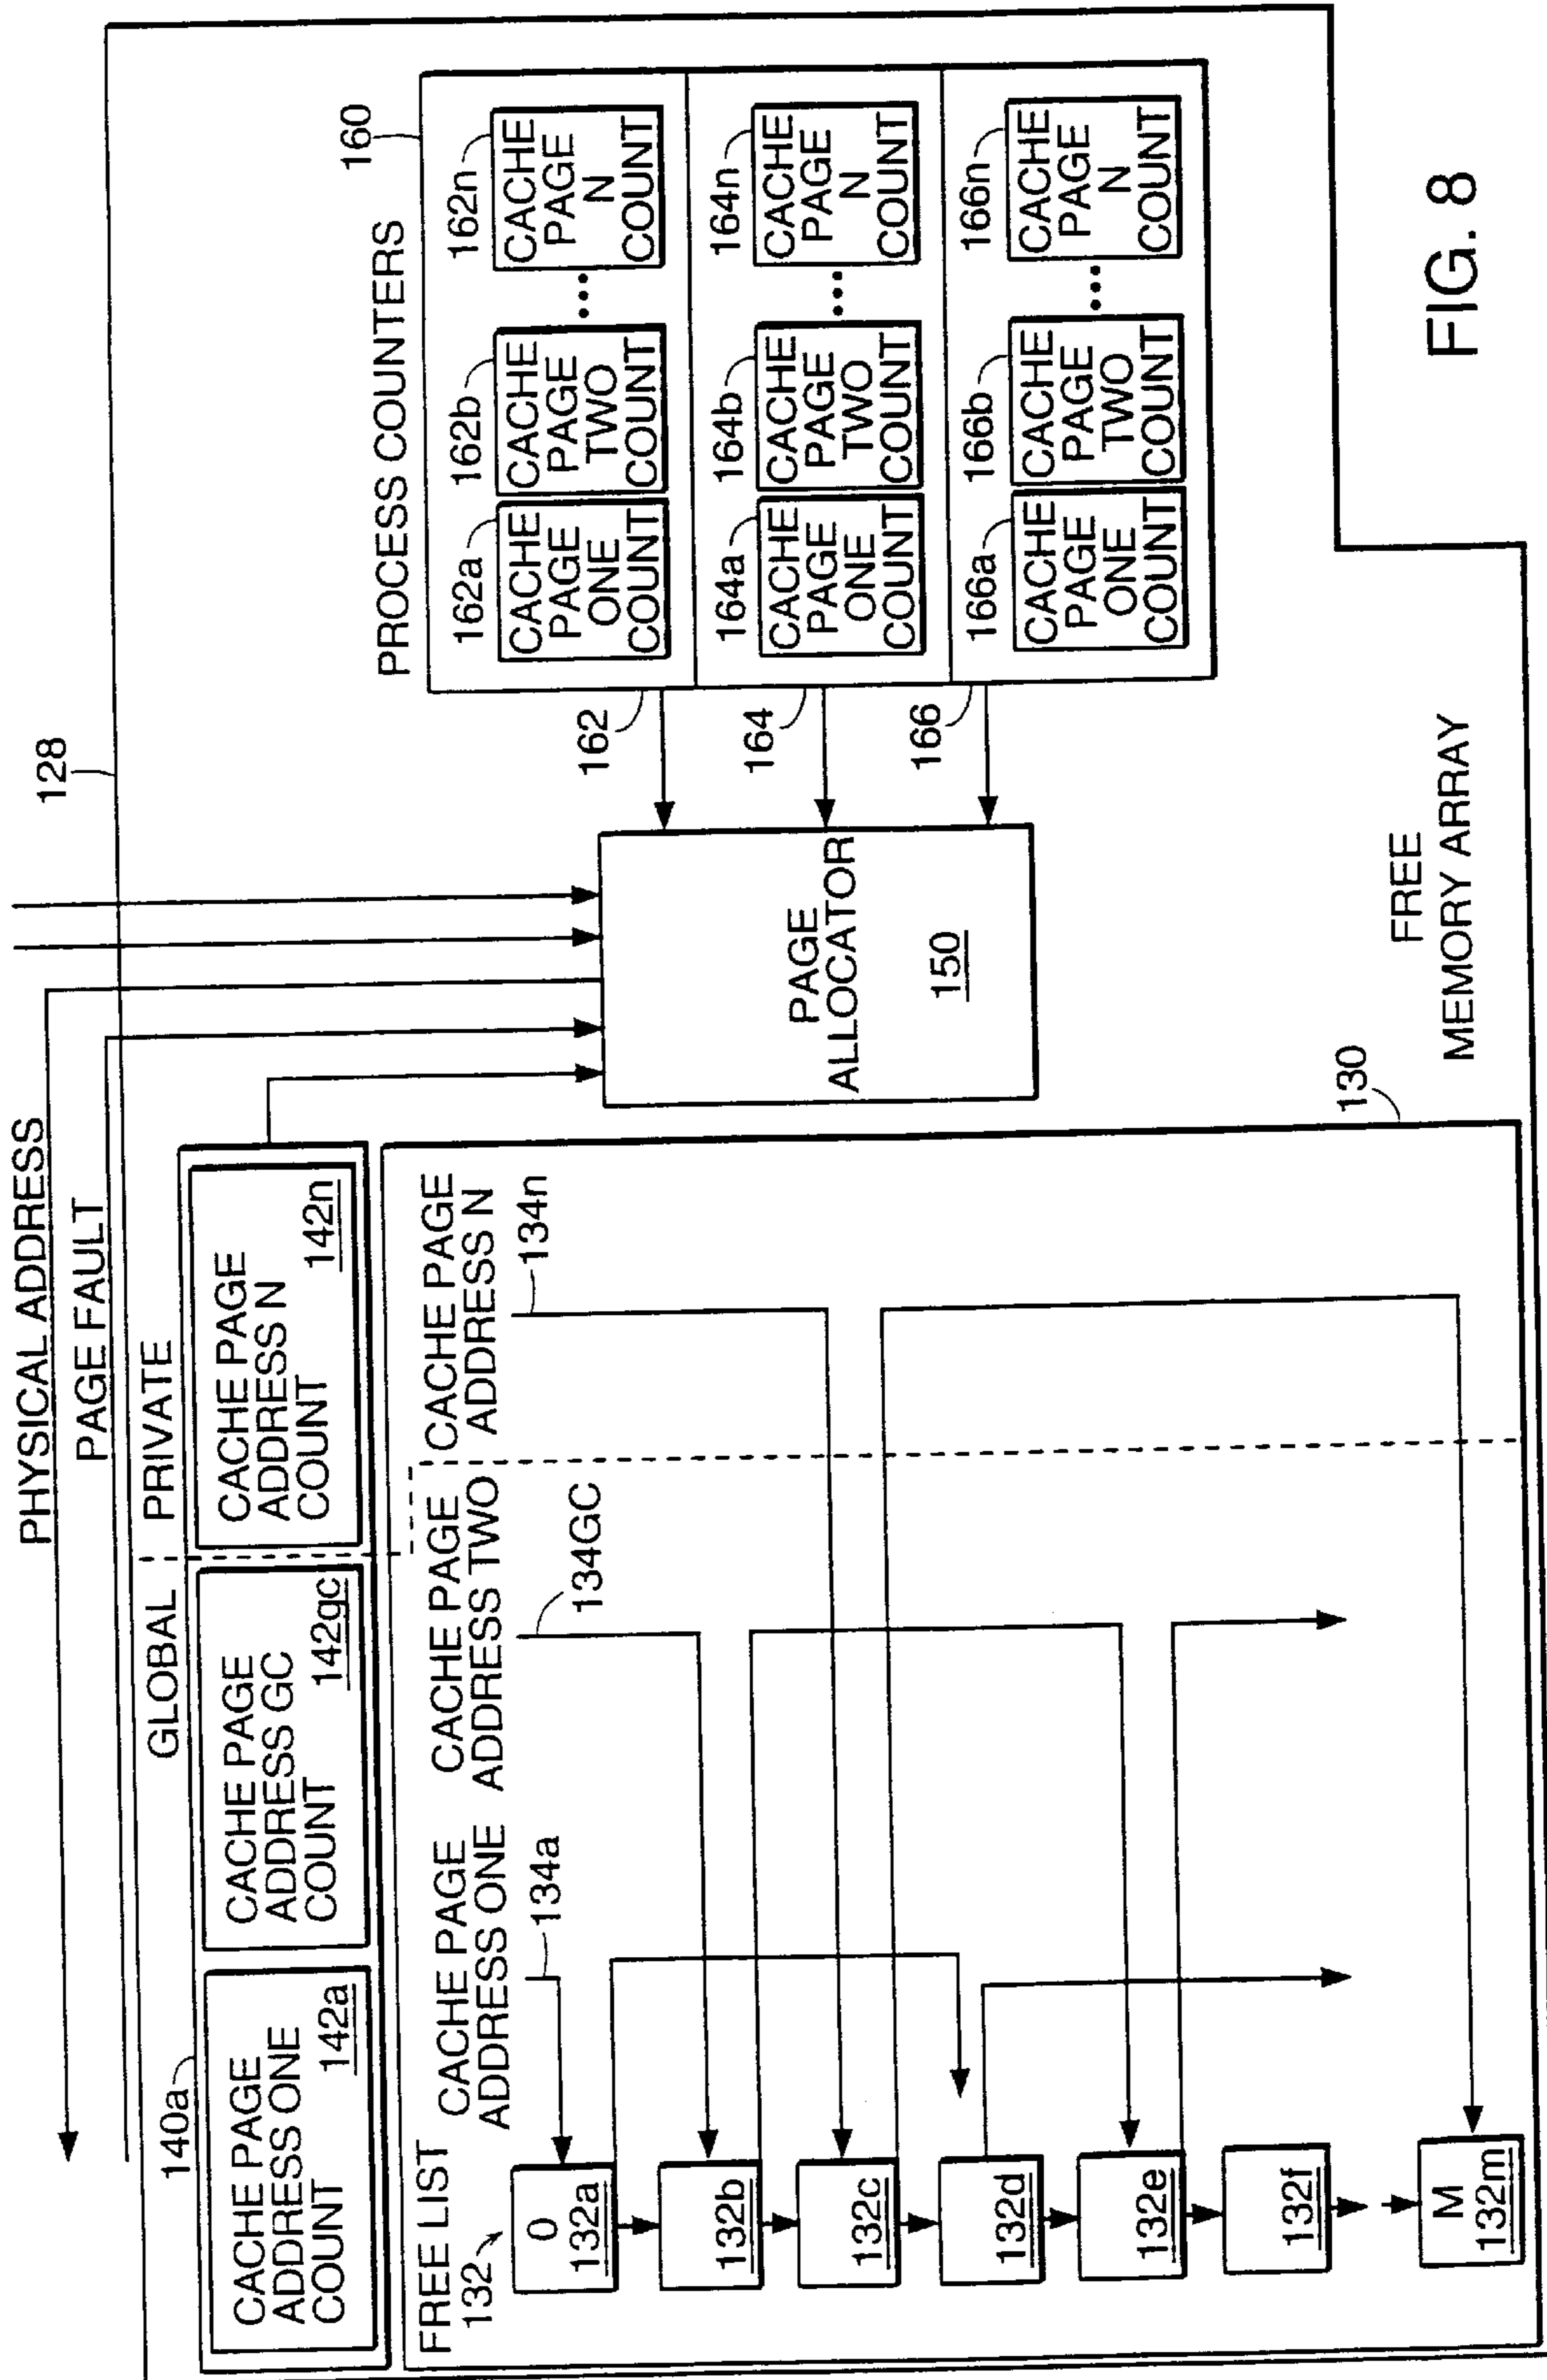 PHYSICAL ADDRESS
PAGE FAULT
128
GLOBAL
PRIVATE
140a
CACHE PAGE
ADDRESS ONE
COUNT
142a
CACHE PAGE
ADDRESS GC
COUNT
142gc
CACHE PAGE
ADDRESS N
COUNT
142n
FREE LIST
132
CACHE PAGE
ADDRESS ONE
134a
CACHE PAGE
ADDRESS TWO
134GC
CACHE PAGE
ADDRESS N
134n
0
132a
132b
132c
132d
132e
132f
M
132m
130
PAGE
ALLOCATOR
150
PROCESS COUNTERS
160
162
162a
CACHE
PAGE
ONE
COUNT
162b
CACHE
PAGE
TWO
COUNT
...
162n
CACHE
PAGE
N
COUNT
164
164a
CACHE
PAGE
ONE
COUNT
164b
CACHE
PAGE
TWO
COUNT
...
164n
CACHE
PAGE
N
COUNT
166
166a
CACHE
PAGE
ONE
COUNT
166b
CACHE
PAGE
TWO
COUNT
...
166n
CACHE
PAGE
N
COUNT
FREE
MEMORY ARRAY
FIG. 8